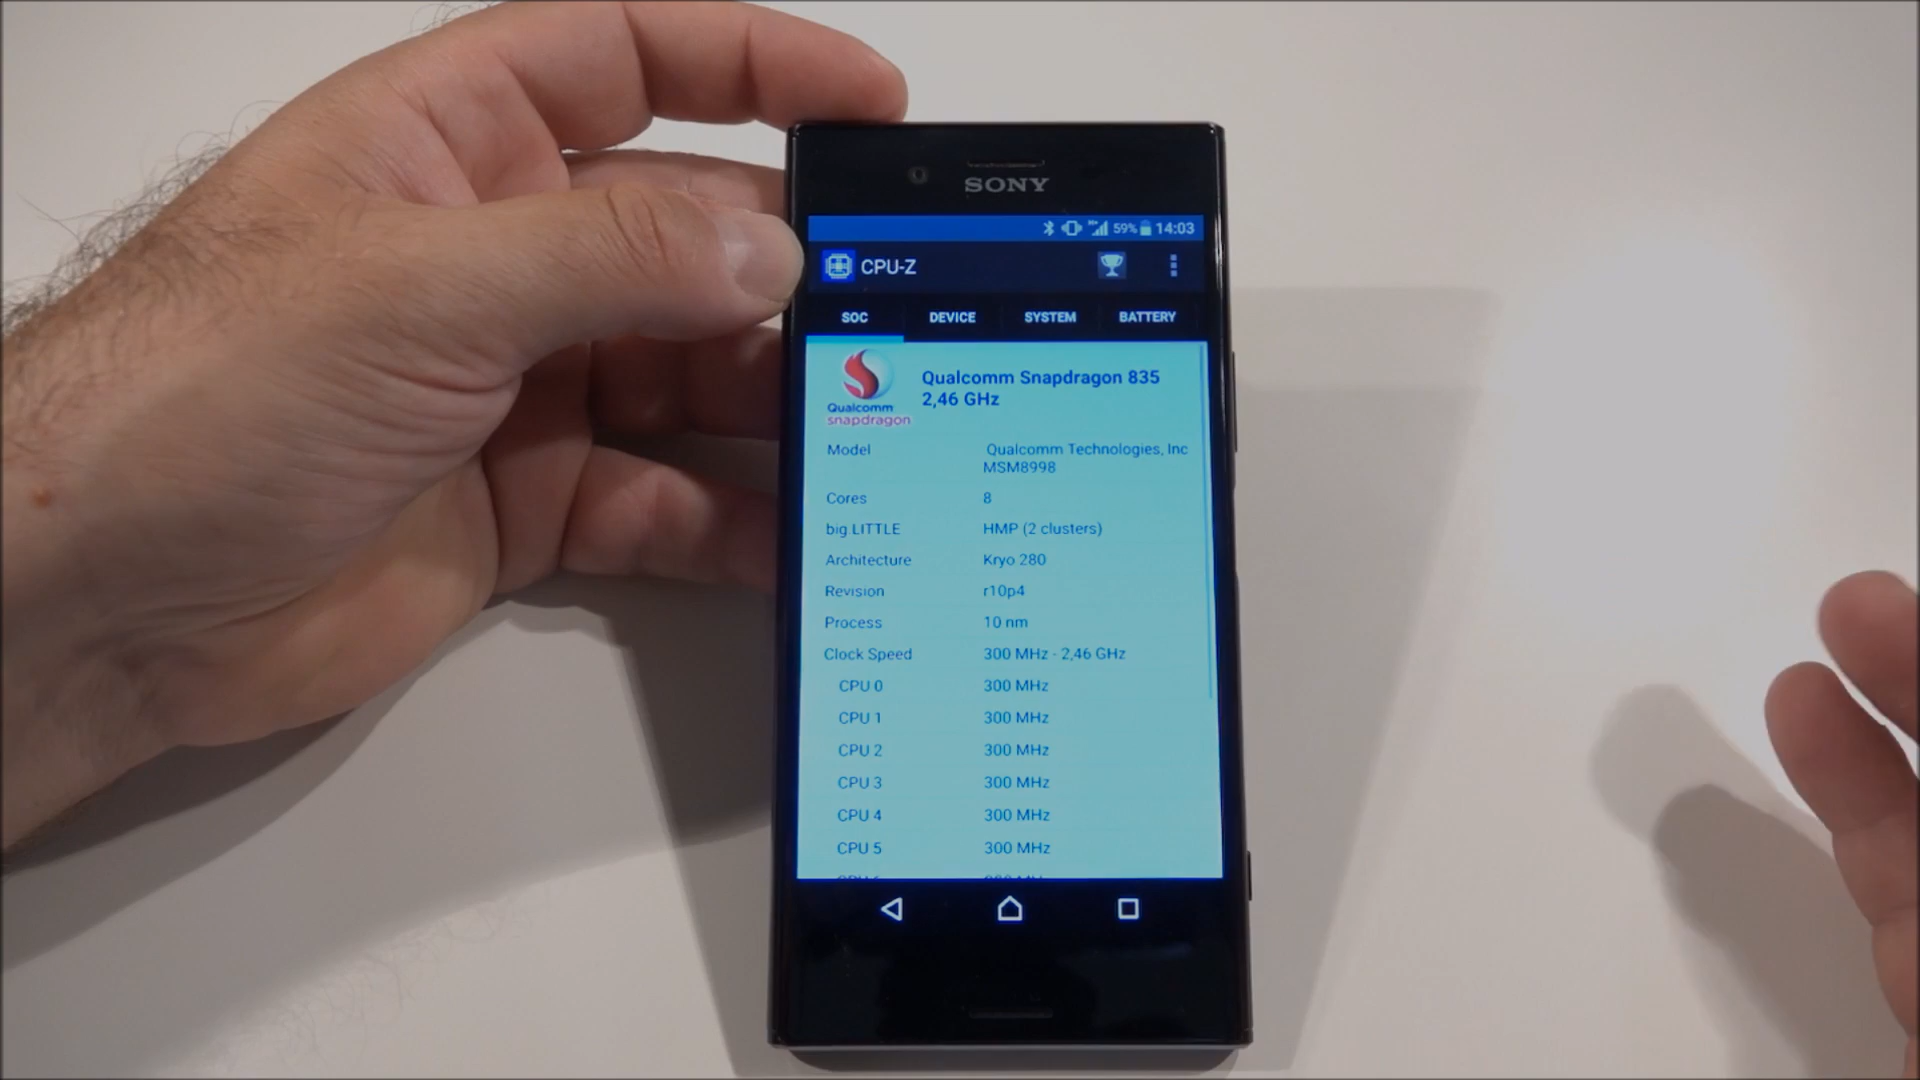 SONY
59% 14:03
CPU-Z
SOC DEVICE SYSTEM BATTERY
Qualcomm Snapdragon 835
2,46 GHz
Qualcomm
snapdragon
Model Qualcomm Technologies, Inc
MSM8998
Cores 8
big.LITTLE HMP (2 clusters)
Architecture Kryo 280
Revision r10p4
Process 10 nm
Clock Speed 300 MHz - 2,46 GHz
CPU 0 300 MHz
CPU 1 300 MHz
CPU 2 300 MHz
CPU 3 300 MHz
CPU 4 300 MHz
CPU 5 300 MHz